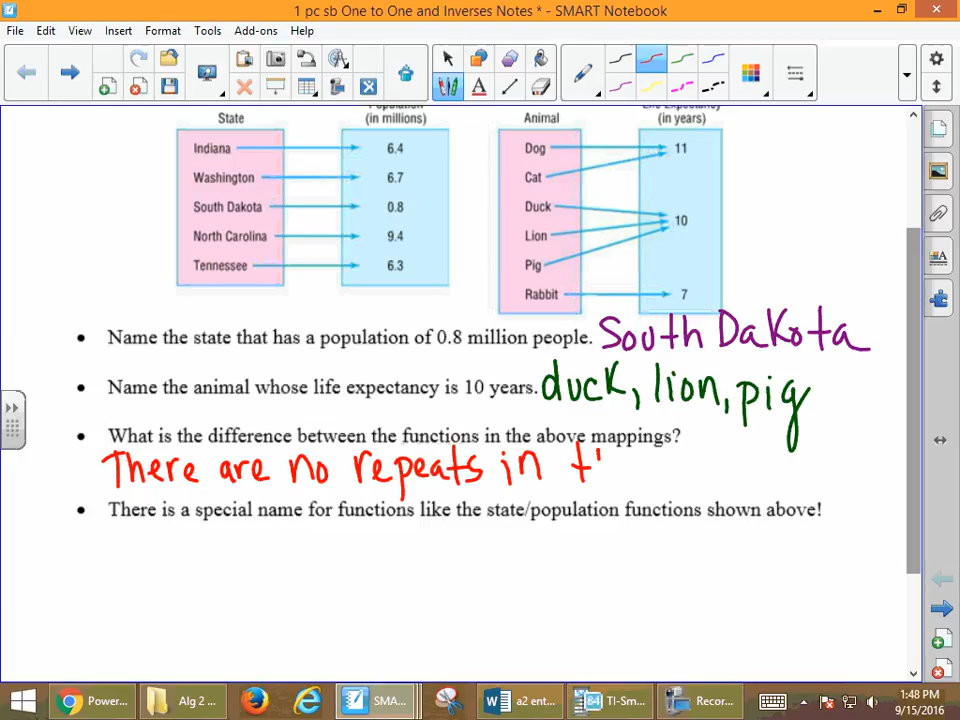 1 pc sb One to One and Inverses Notes * - SMART Notebook
File Edit View Insert Format Tools Add-ons Help
Population Life Expectancy
State (in millions) Animal (in years)
Indiana 6.4 Dog 11
Washington 6.7 Cat
South Dakota 0.8 Duck 10
North Carolina 9.4 Lion
Tennessee 6.3 Pig
Rabbit 7
• Name the state that has a population of 0.8 million people. South Dakota
• Name the animal whose life expectancy is 10 years. duck, lion, pig
• What is the difference between the functions in the above mappings?
There are no repeats in t'
• There is a special name for functions like the state/population functions shown above!
Power... Alg 2 ... SMA... a2 ent... TI-Sm... Recor... 1:48 PM
9/15/2016